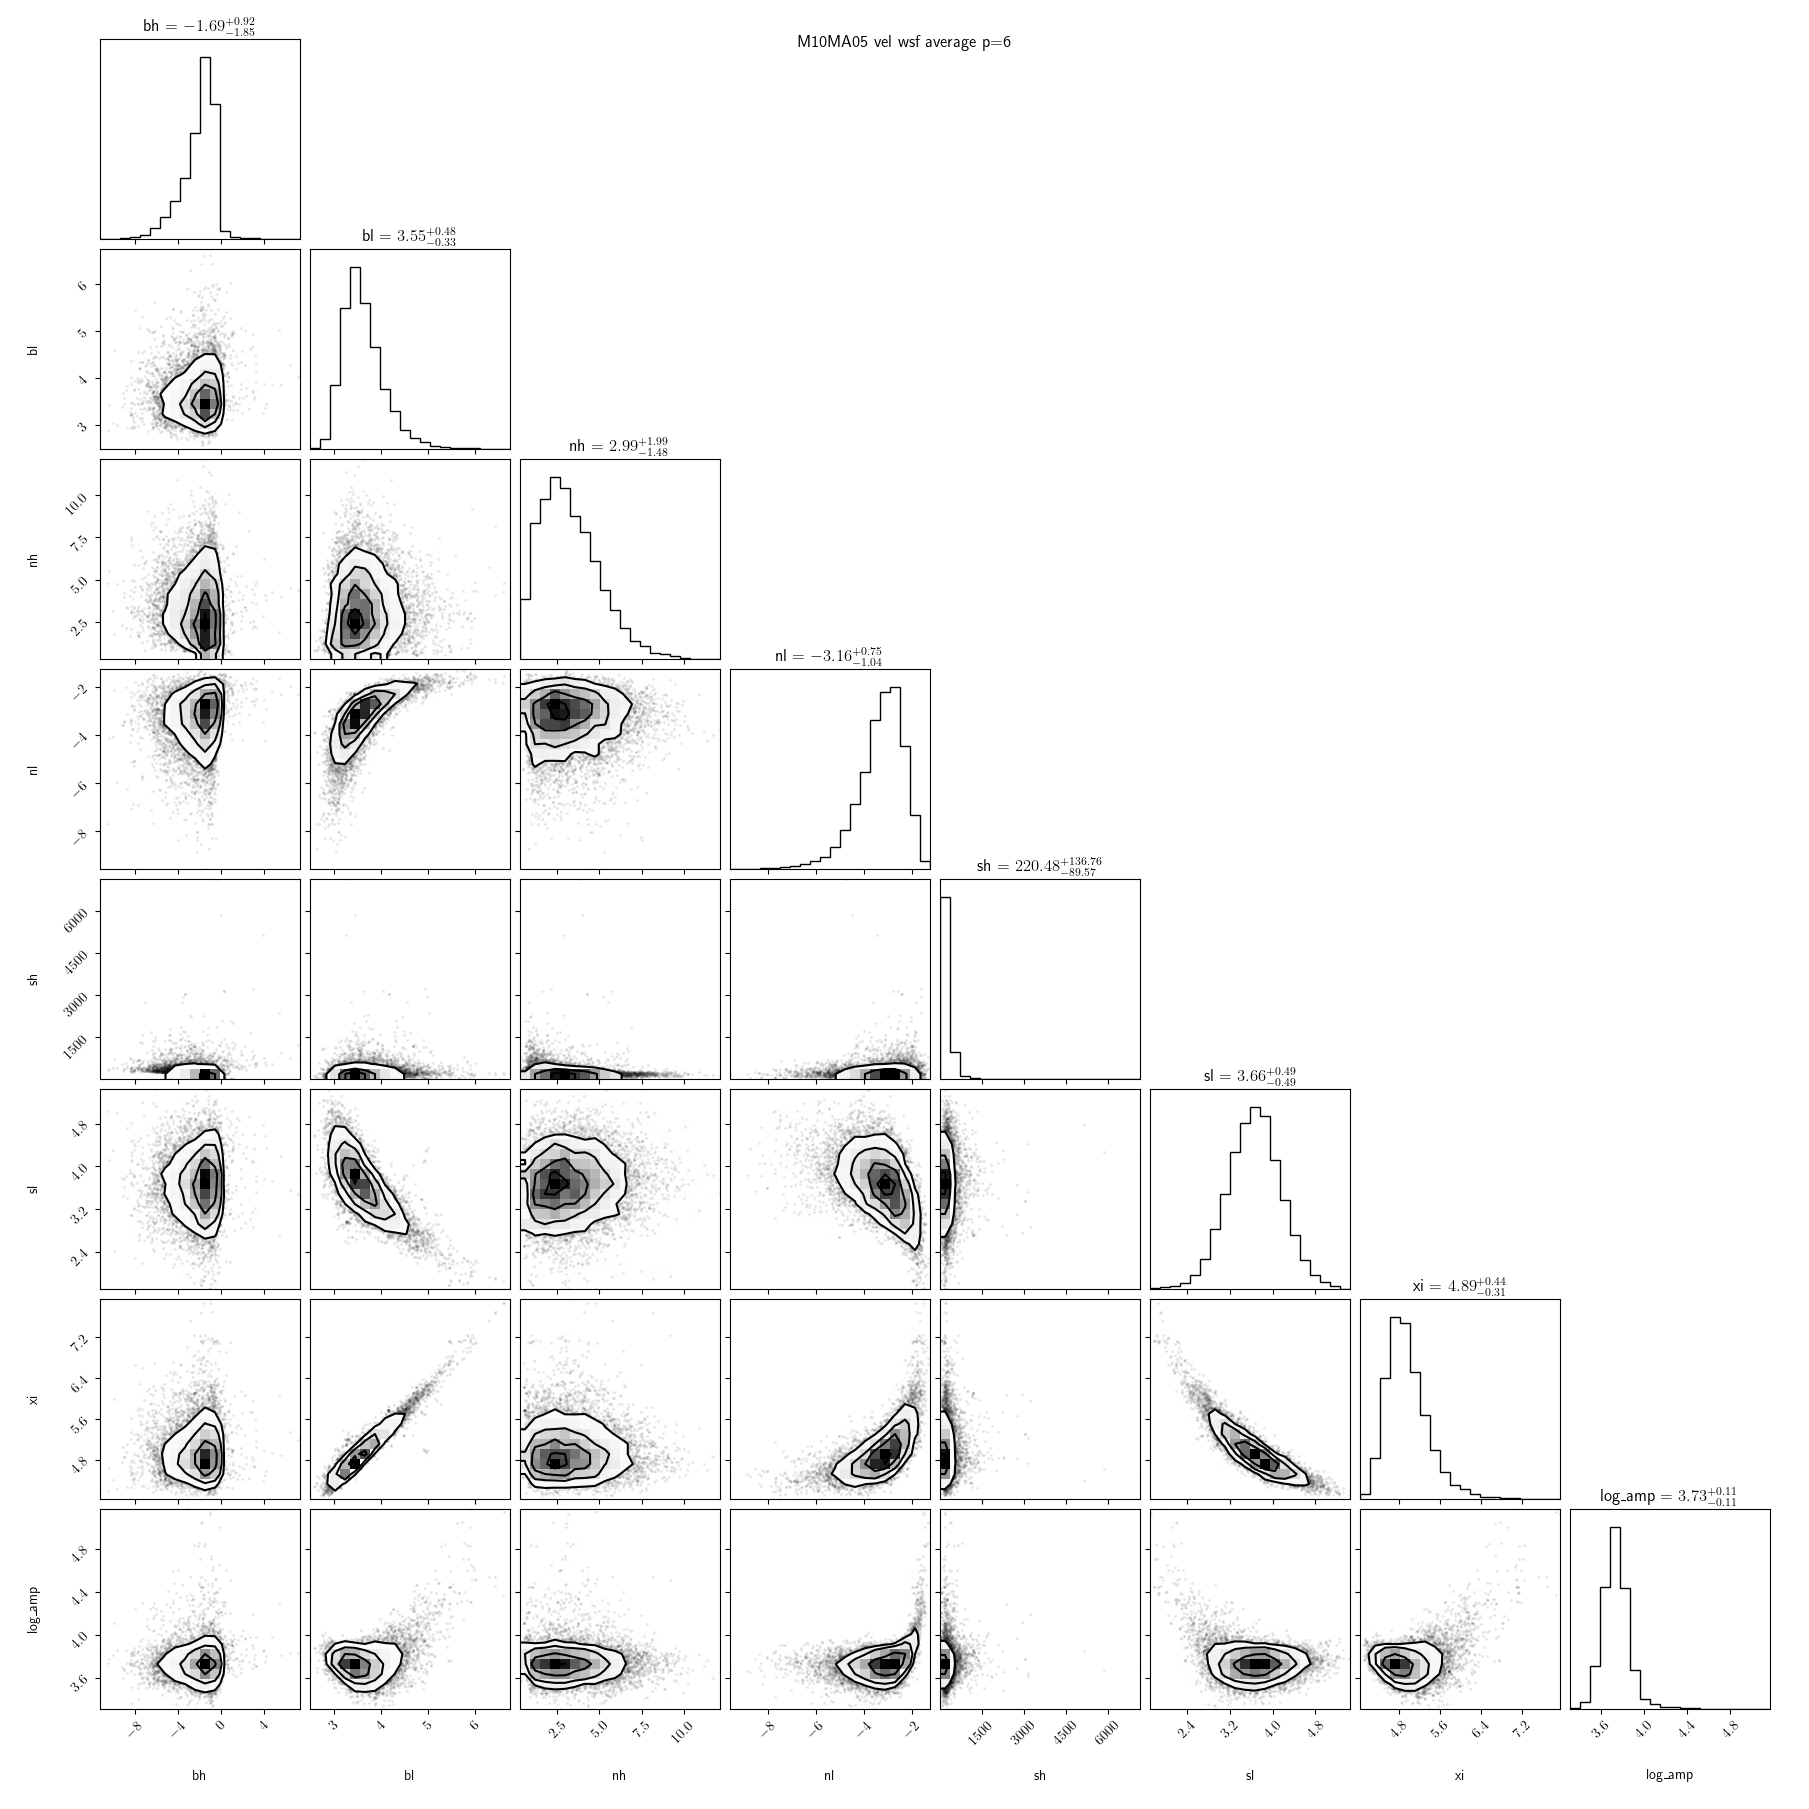 bh = −1.69+0.92−1.85
M10MA05 vel wsf average p=6
bl = 3.55+0.48−0.33
6
5
4
3
bl
nh = 2.99+1.99−1.48
10.0
7.5
5.0
2.5
nh
nl = −3.16+0.75−1.04
−2
−4
−6
−8
nl
sh = 220.48+136.76−89.57
6000
4500
3000
1500
sh
sl = 3.66+0.49−0.49
4.8
4.0
3.2
2.4
sl
xi = 4.89+0.44−0.31
7.2
6.4
5.6
4.8
xi
log_amp = 3.73+0.11−0.11
4.8
4.4
4.0
3.6
log_amp
−8 −4 0 4 3 4 5 6 2.5 5.0 7.5 10.0 −8 −6 −4 −2 1500 3000 4500 6000 2.4 3.2 4.0 4.8 4.8 5.6 6.4 7.2 3.6 4.0 4.4 4.8
bh bl nh nl sh sl xi log_amp